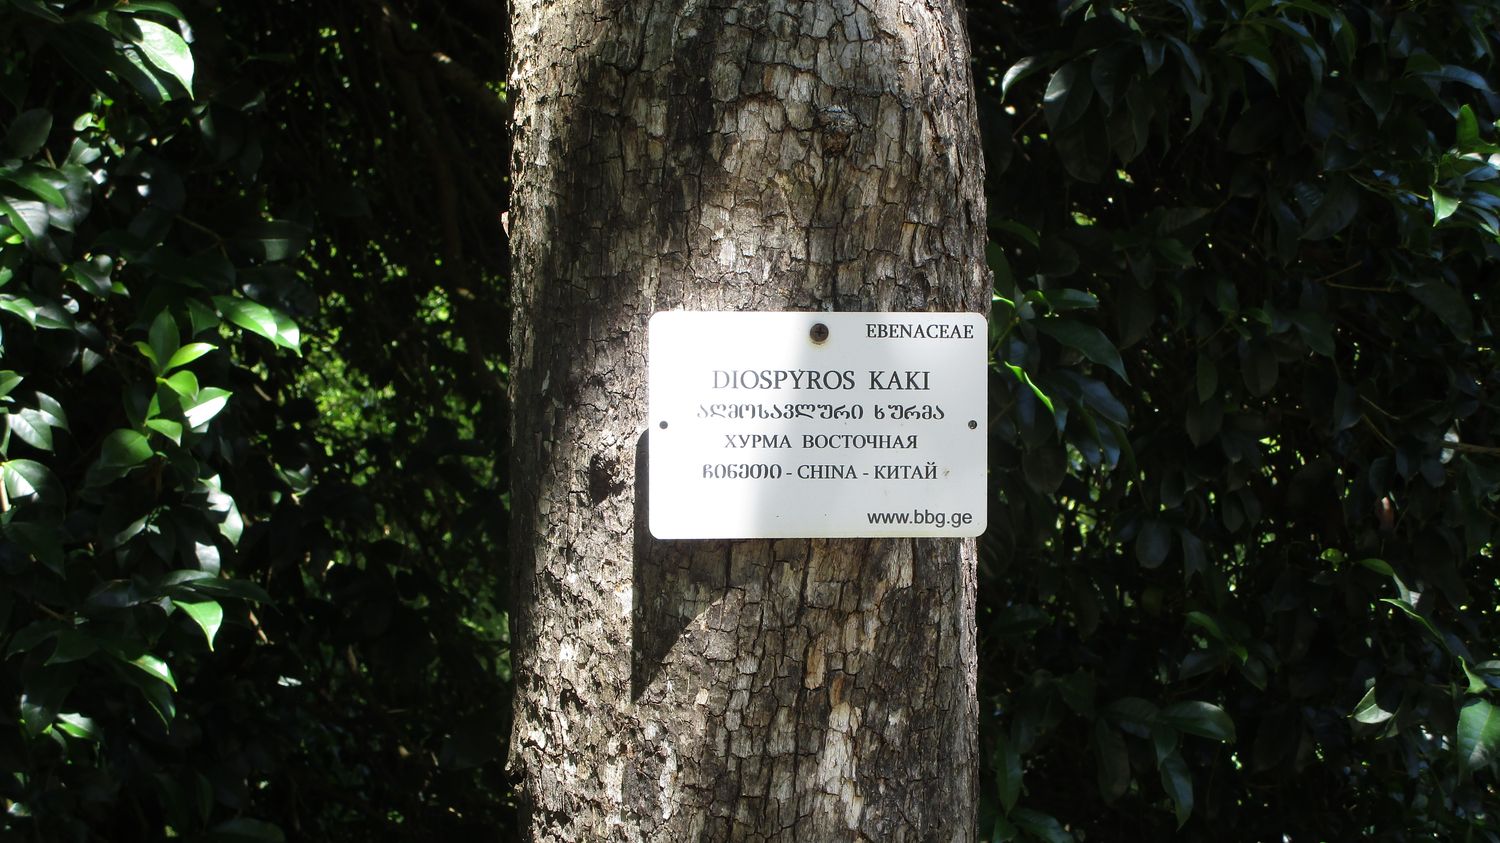 EBENACEAE
DIOSPYROS KAKI
აღმოსავლური ხურმა
ХУРМА ВОСТОЧНАЯ
ჩინეთი - CHINA - КИТАЙ
www.bbg.ge